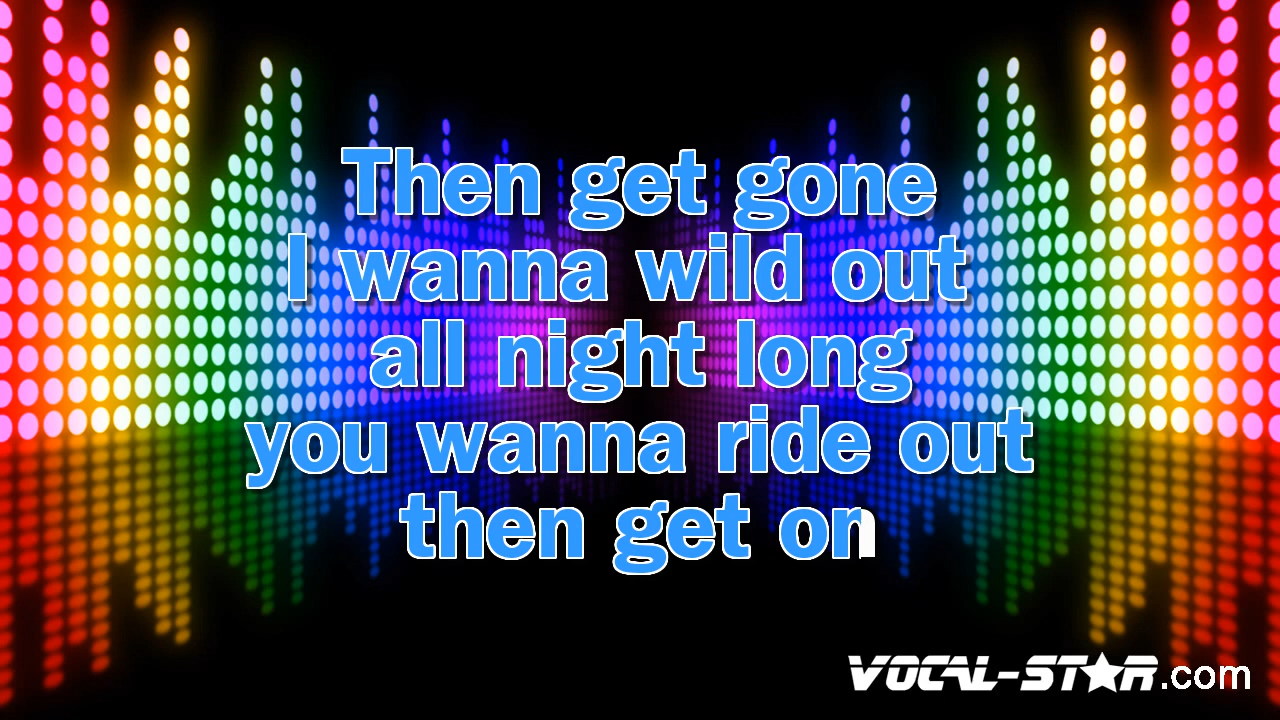 Then get gone
I wanna wild out
all night long
you wanna ride out
then get on
VOCAL-STAR.com